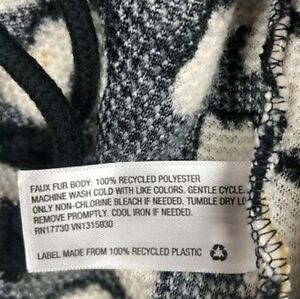 FAUX FUR BODY: 100% RECYCLED POLYESTER
MACHINE WASH COLD WITH LIKE COLORS. GENTLE CYCLE.
ONLY NON-CHLORINE BLEACH IF NEEDED. TUMBLE DRY LO
REMOVE PROMPTLY. COOL IRON IF NEEDED.
RN17730 VN1315930
LABEL MADE FROM 100% RECYCLED PLASTIC